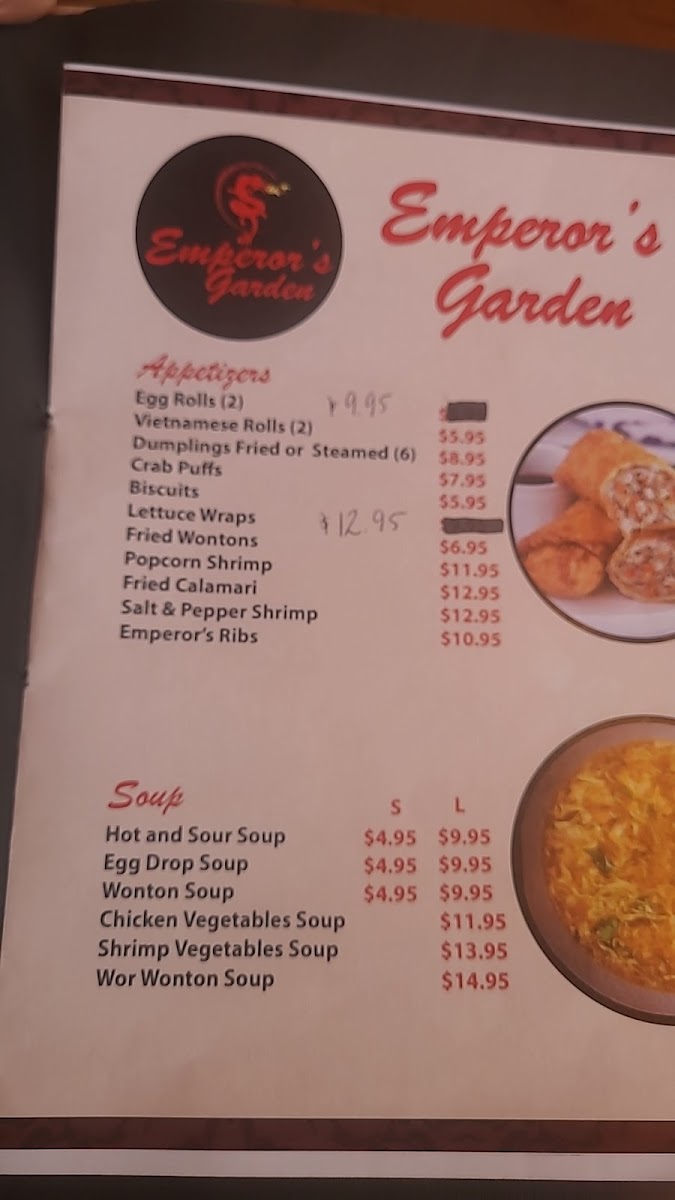 Emperor's
Garden
Emperor's
Garden
Appetizers
Egg Rolls (2) $9.95 $
Vietnamese Rolls (2) $5.95
Dumplings Fried or Steamed (6) $8.95
Crab Puffs $7.95
Biscuits $5.95
Lettuce Wraps $12.95
Fried Wontons $6.95
Popcorn Shrimp $11.95
Fried Calamari $12.95
Salt & Pepper Shrimp $12.95
Emperor's Ribs $10.95
Soup S L
Hot and Sour Soup $4.95 $9.95
Egg Drop Soup $4.95 $9.95
Wonton Soup $4.95 $9.95
Chicken Vegetables Soup $11.95
Shrimp Vegetables Soup $13.95
Wor Wonton Soup $14.95